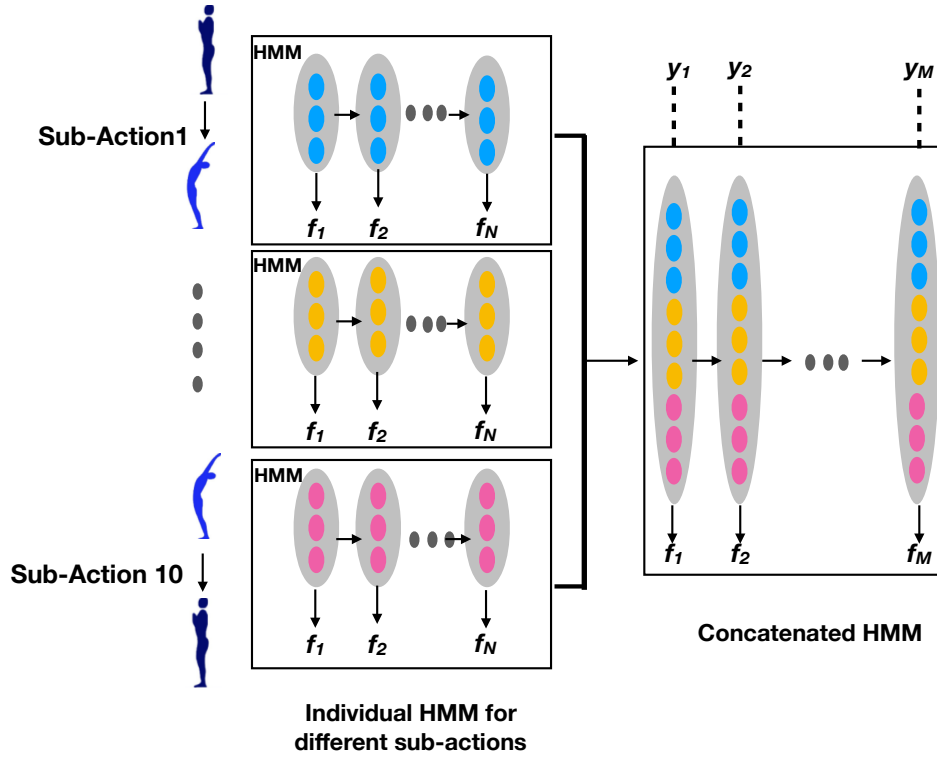 Sub-Action1
Sub-Action 10
HMM
f1 f2 fN
HMM
f1 f2 fN
HMM
f1 f2 fN
Individual HMM for
different sub-actions
y1 y2 yM
f1 f2 fM
Concatenated HMM